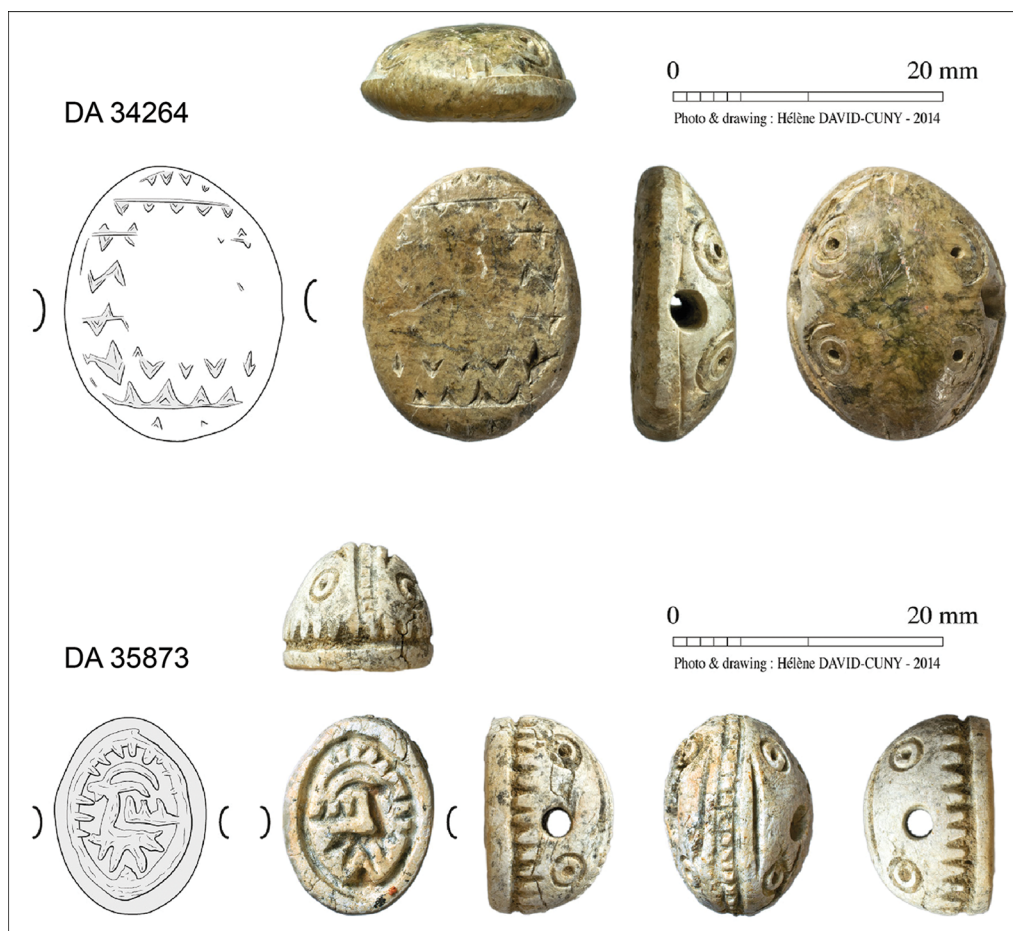 DA 34264
0 20 mm
Photo & drawing : Hélène DAVID-CUNY - 2014
DA 35873
0 20 mm
Photo & drawing : Hélène DAVID-CUNY - 2014